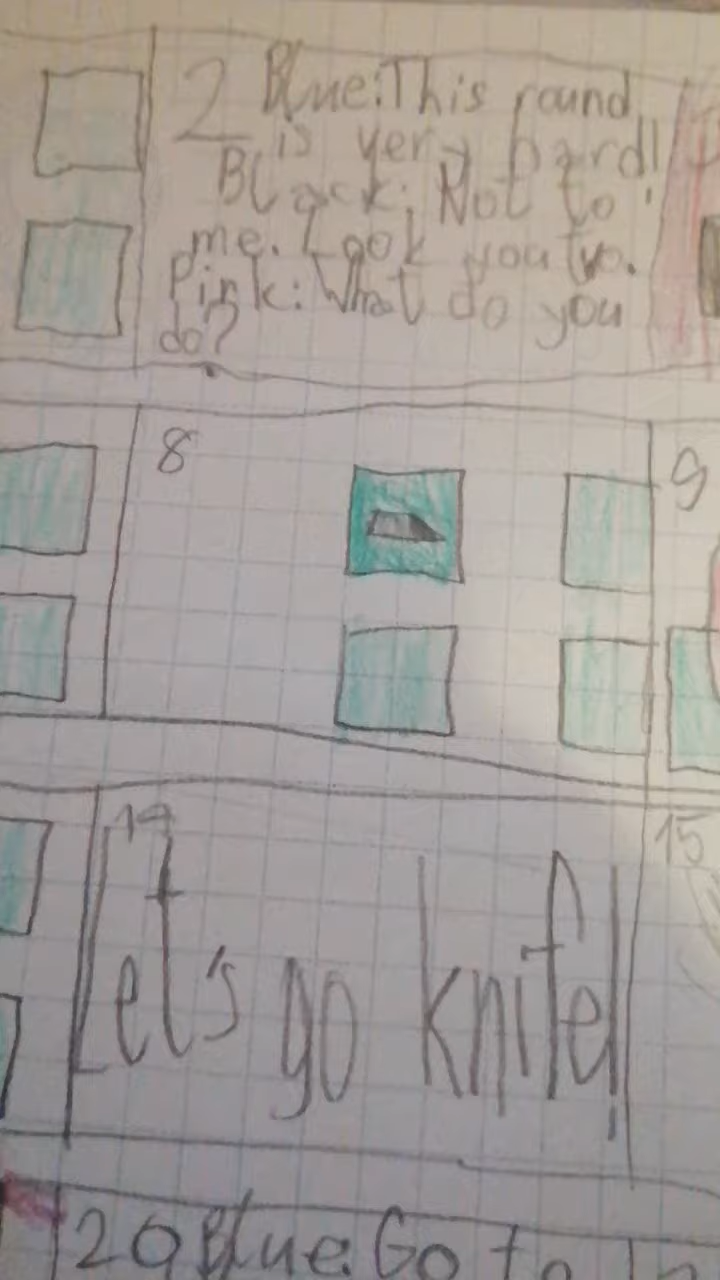 2 Blue: This round
is very hard!
Black: Not to
me. Look you two.
Pink: What do you
do?
8
9
14
Let's go knife!
15
20 Blue: Go to